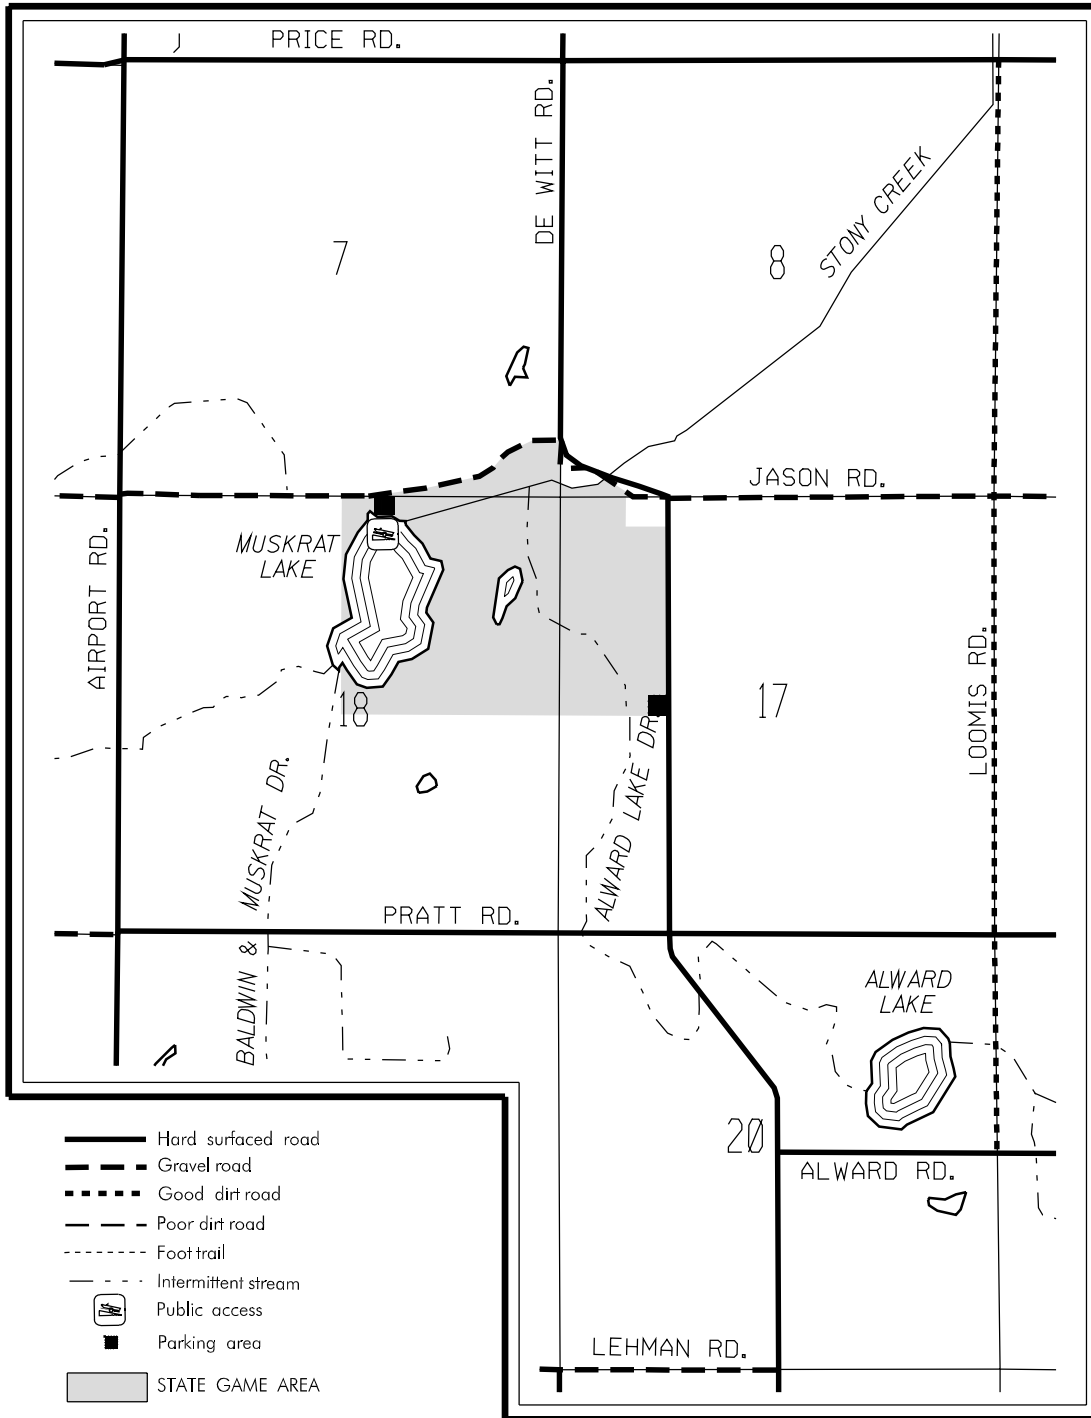 PRICE RD.
DE WITT RD.
STONY CREEK
7
8
JASON RD.
MUSKRAT
LAKE
AIRPORT RD.
LOOMIS RD.
18
17
ALWARD LAKE DR.
BALDWIN & MUSKRAT DR.
PRATT RD.
ALWARD
LAKE
20
ALWARD RD.
LEHMAN RD.
Hard surfaced road
Gravel road
Good dirt road
Poor dirt road
Foot trail
Intermittent stream
Public access
Parking area
STATE GAME AREA